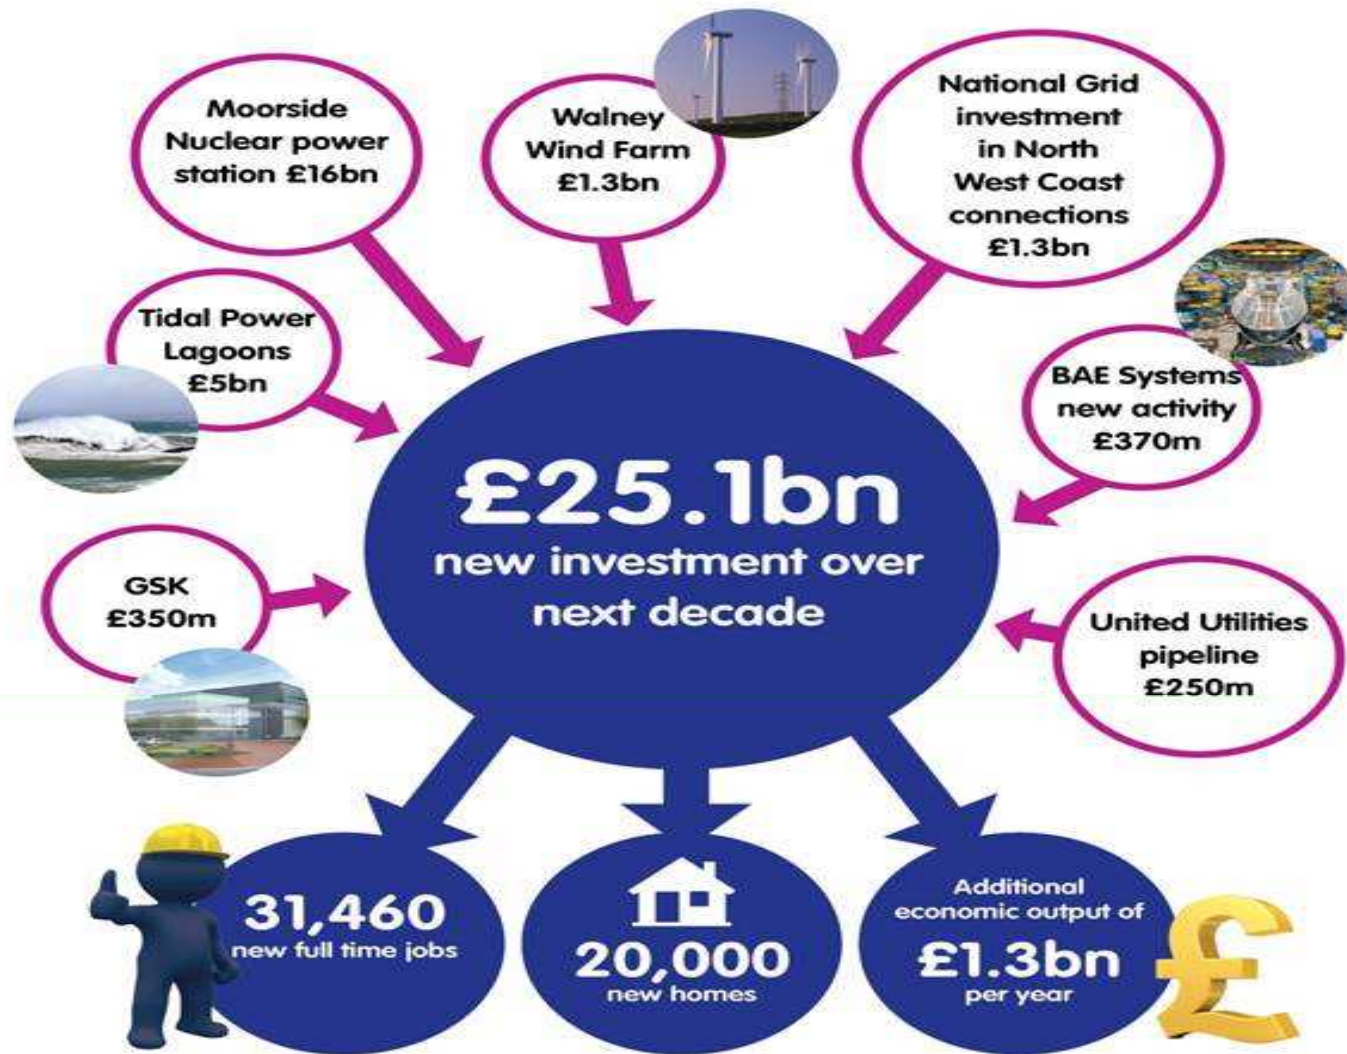 Moorside
Nuclear power
station £16bn
Walney
Wind Farm
£1.3bn
National Grid
investment
in North
West Coast
connections
£1.3bn
Tidal Power
Lagoons
£5bn
BAE Systems
new activity
£370m
£25.1bn
new investment over
next decade
GSK
£350m
United Utilities
pipeline
£250m
31,460
new full time jobs
20,000
new homes
Additional
economic output of
£1.3bn
per year
£